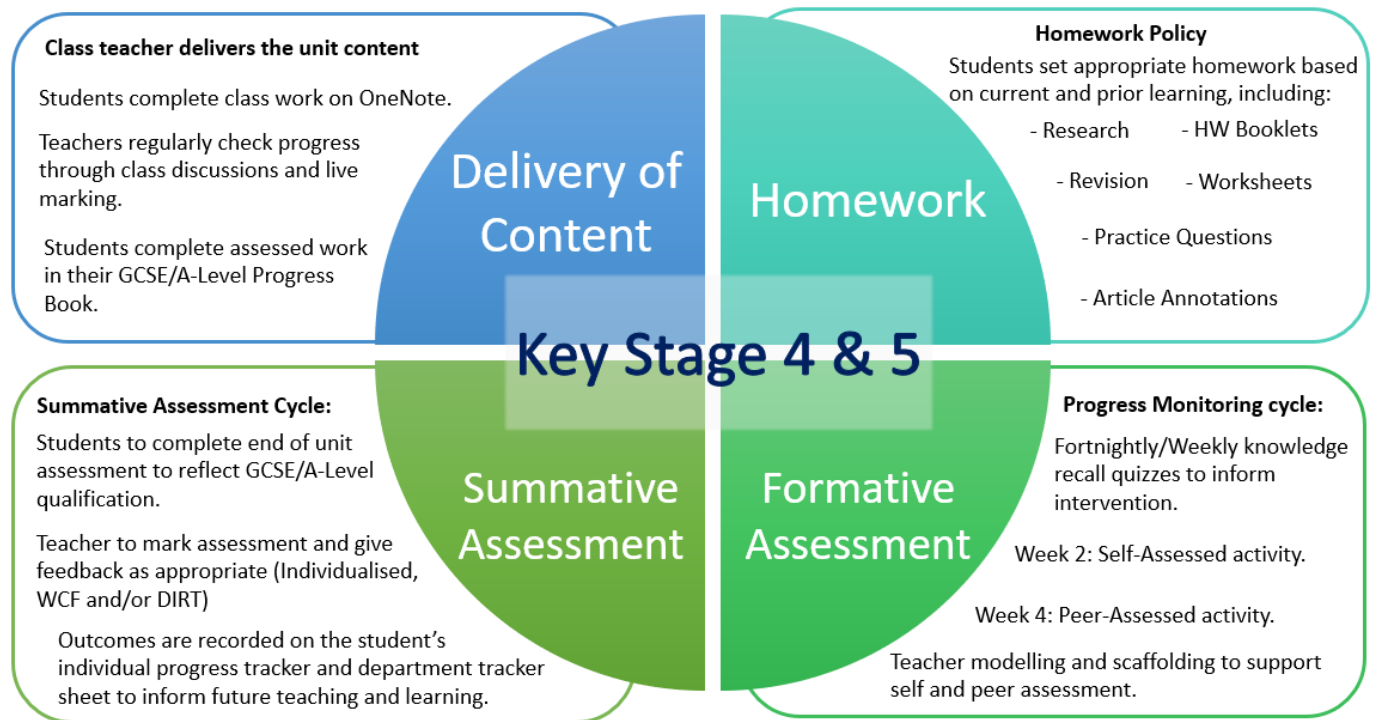 Class teacher delivers the unit content
Students complete class work on OneNote.
Teachers regularly check progress
through class discussions and live
marking.
Students complete assessed work
in their GCSE/A-Level Progress
Book.
Delivery of
Content
Homework
Homework Policy
Students set appropriate homework based
on current and prior learning, including:
- Research - HW Booklets
- Revision - Worksheets
- Practice Questions
- Article Annotations
Key Stage 4 & 5
Summative Assessment Cycle:
Students to complete end of unit
assessment to reflect GCSE/A-Level
qualification.
Teacher to mark assessment and give
feedback as appropriate (Individualised,
WCF and/or DIRT)
Outcomes are recorded on the student’s
individual progress tracker and department tracker
sheet to inform future teaching and learning.
Summative
Assessment
Formative
Assessment
Progress Monitoring cycle:
Fortnightly/Weekly knowledge
recall quizzes to inform
intervention.
Week 2: Self-Assessed activity.
Week 4: Peer-Assessed activity.
Teacher modelling and scaffolding to support
self and peer assessment.